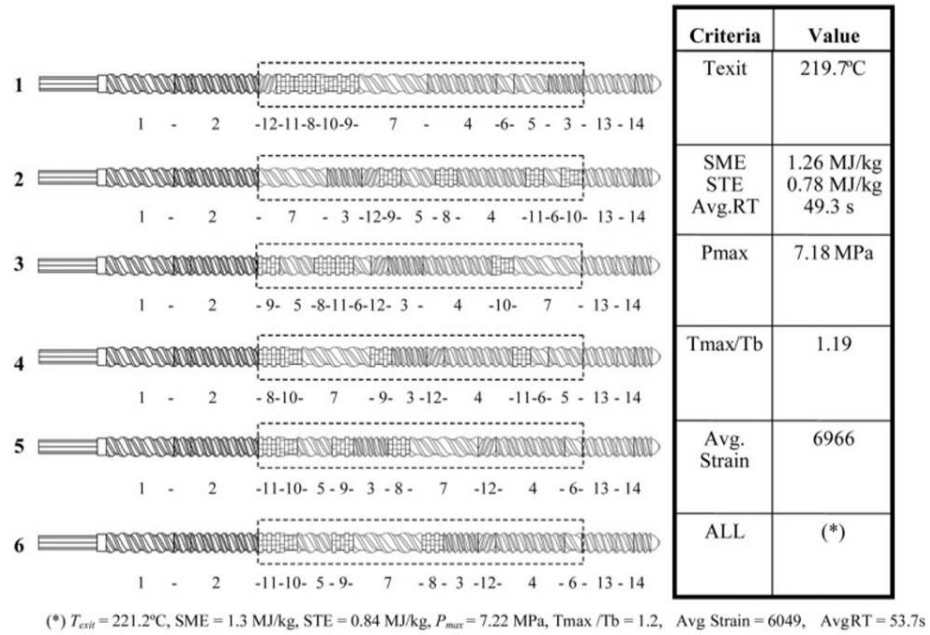 Criteria Value
1
Texit 219.7ºC
1 - 2 -12-11-8-10-9- 7 - 4 -6- 5 - 3 - 13 - 14
2
SME 1.26 MJ/kg
STE 0.78 MJ/kg
Avg.RT 49.3 s
1 - 2 - 7 - 3 -12-9- 5 - 8 - 4 -11-6-10- 13 - 14
3
Pmax 7.18 MPa
1 - 2 - 9- 5 -8-11-6-12- 3 - 4 -10- 7 - 13 - 14
4
Tmax/Tb 1.19
1 - 2 - 8-10- 7 - 9- 3 -12- 4 -11-6- 5 - 13 - 14
5
Avg. 6966
Strain
1 - 2 -11-10- 5 - 9- 3 - 8 - 7 -12- 4 - 6- 13 - 14
6
ALL (*)
1 - 2 -11-10- 5 - 9- 7 - 8 - 3 -12- 4 - 6 - 13 - 14
(*) Texit = 221.2ºC, SME = 1.3 MJ/kg, STE = 0.84 MJ/kg, Pmax = 7.22 MPa, Tmax /Tb = 1.2, Avg Strain = 6049, AvgRT = 53.7s